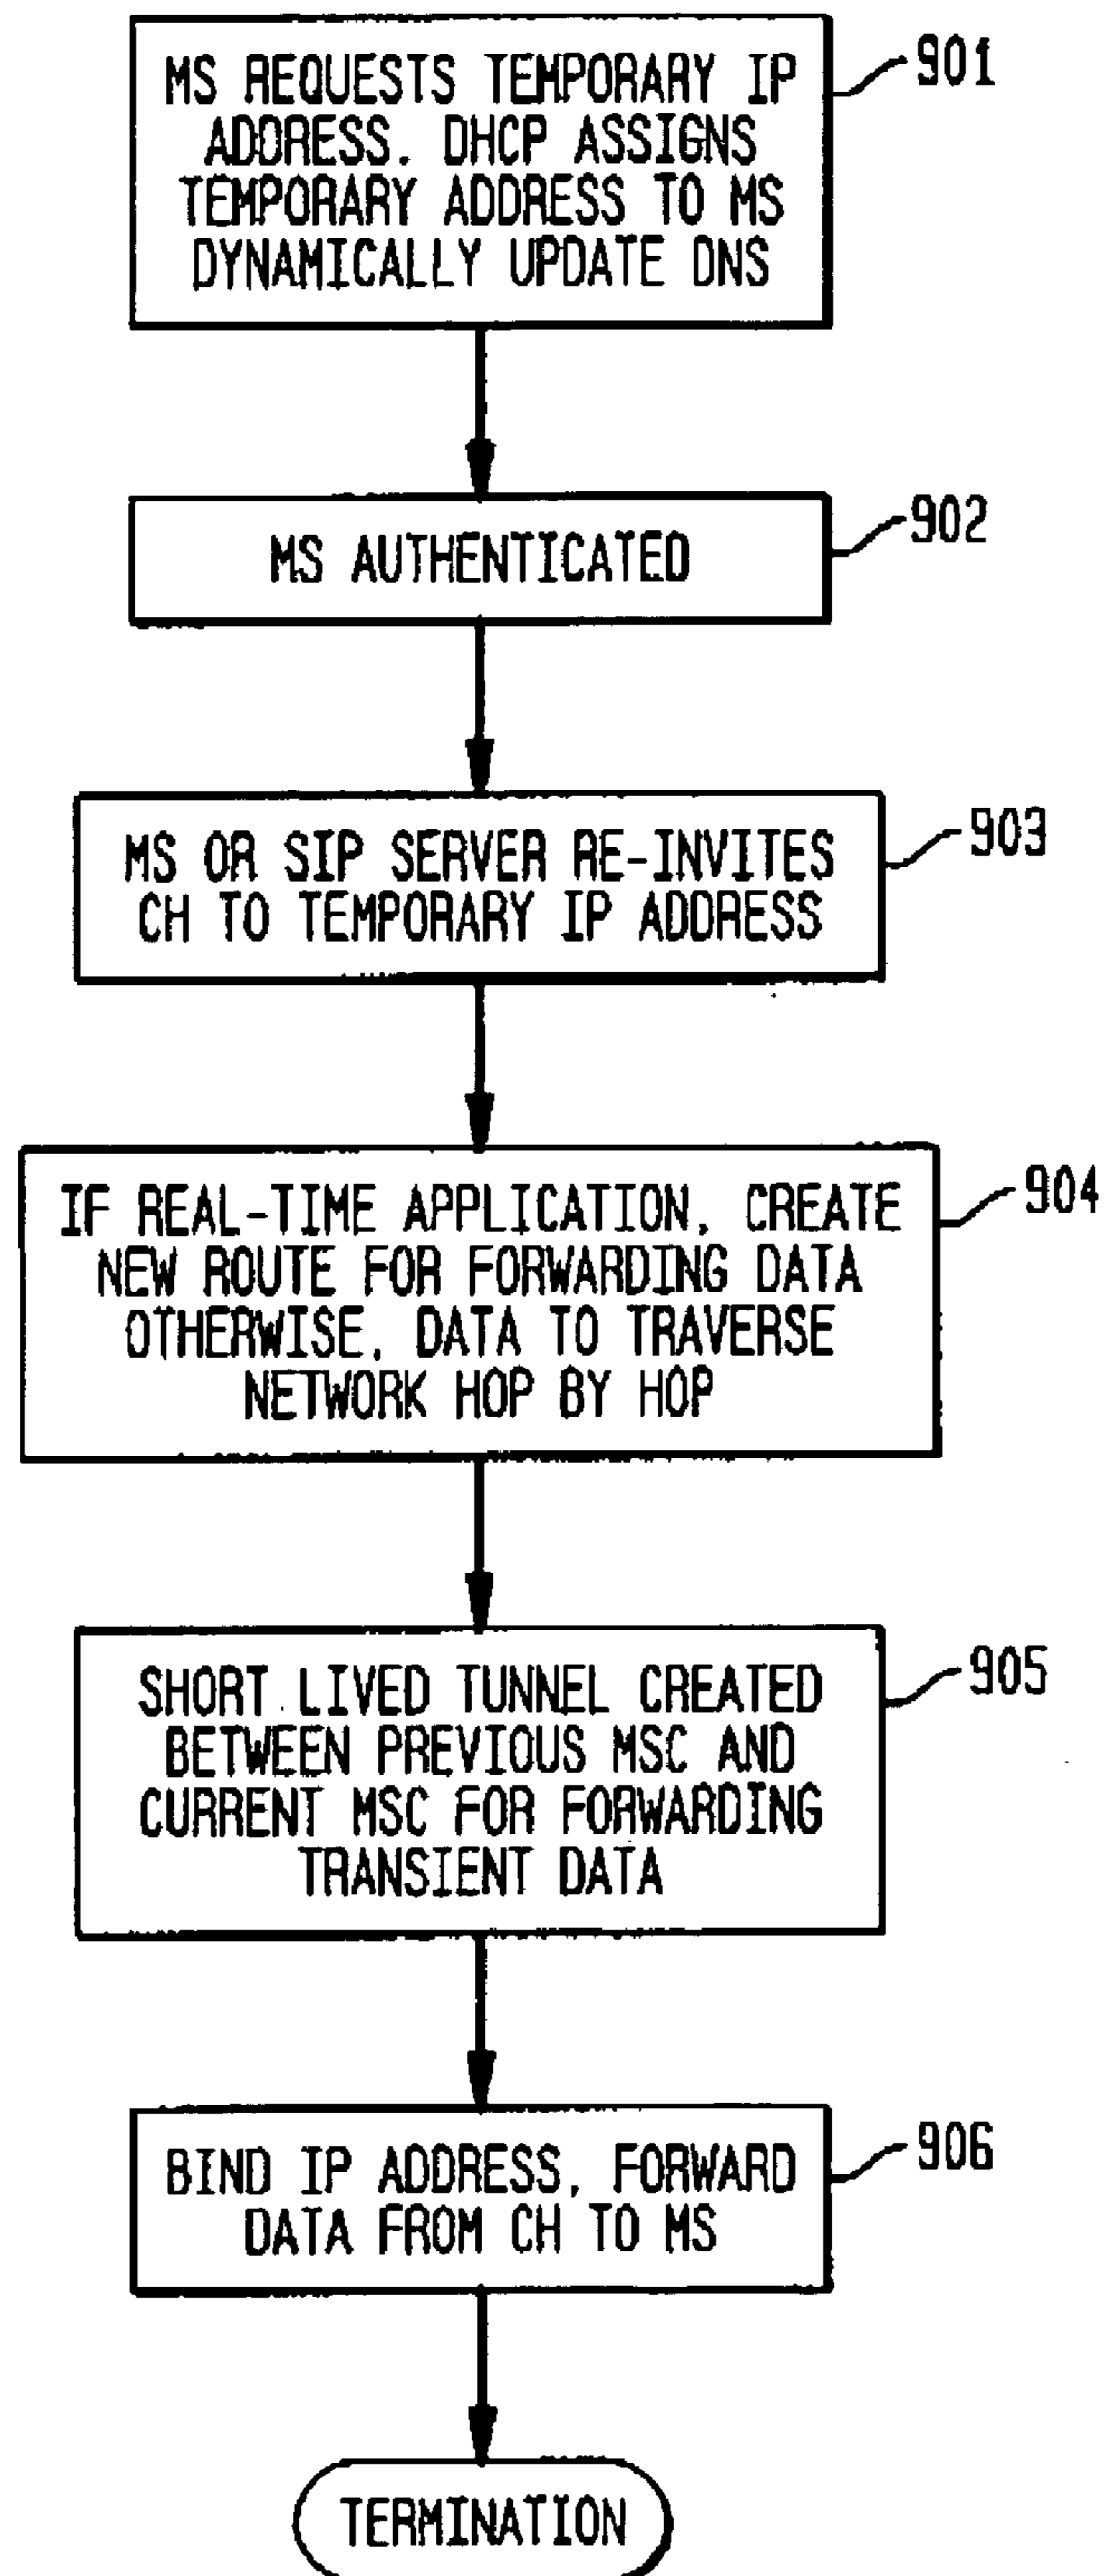 MS REQUESTS TEMPORARY IP
ADDRESS. DHCP ASSIGNS
TEMPORARY ADDRESS TO MS
DYNAMICALLY UPDATE DNS
901
MS AUTHENTICATED
902
MS OR SIP SERVER RE-INVITES
CH TO TEMPORARY IP ADDRESS
903
IF REAL-TIME APPLICATION, CREATE
NEW ROUTE FOR FORWARDING DATA
OTHERWISE, DATA TO TRAVERSE
NETWORK HOP BY HOP
904
SHORT LIVED TUNNEL CREATED
BETWEEN PREVIOUS MSC AND
CURRENT MSC FOR FORWARDING
TRANSIENT DATA
905
BIND IP ADDRESS, FORWARD
DATA FROM CH TO MS
906
TERMINATION